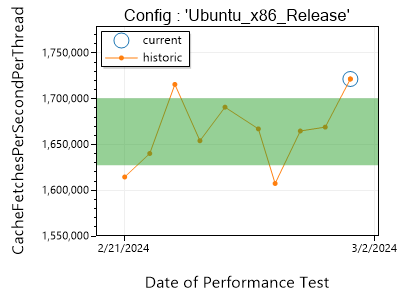 Config : 'Ubuntu_x86_Release'
CacheFetchesPerSecondPerThread
current
historic
1,750,000
1,700,000
1,650,000
1,600,000
1,550,000
2/21/2024
3/2/2024
Date of Performance Test